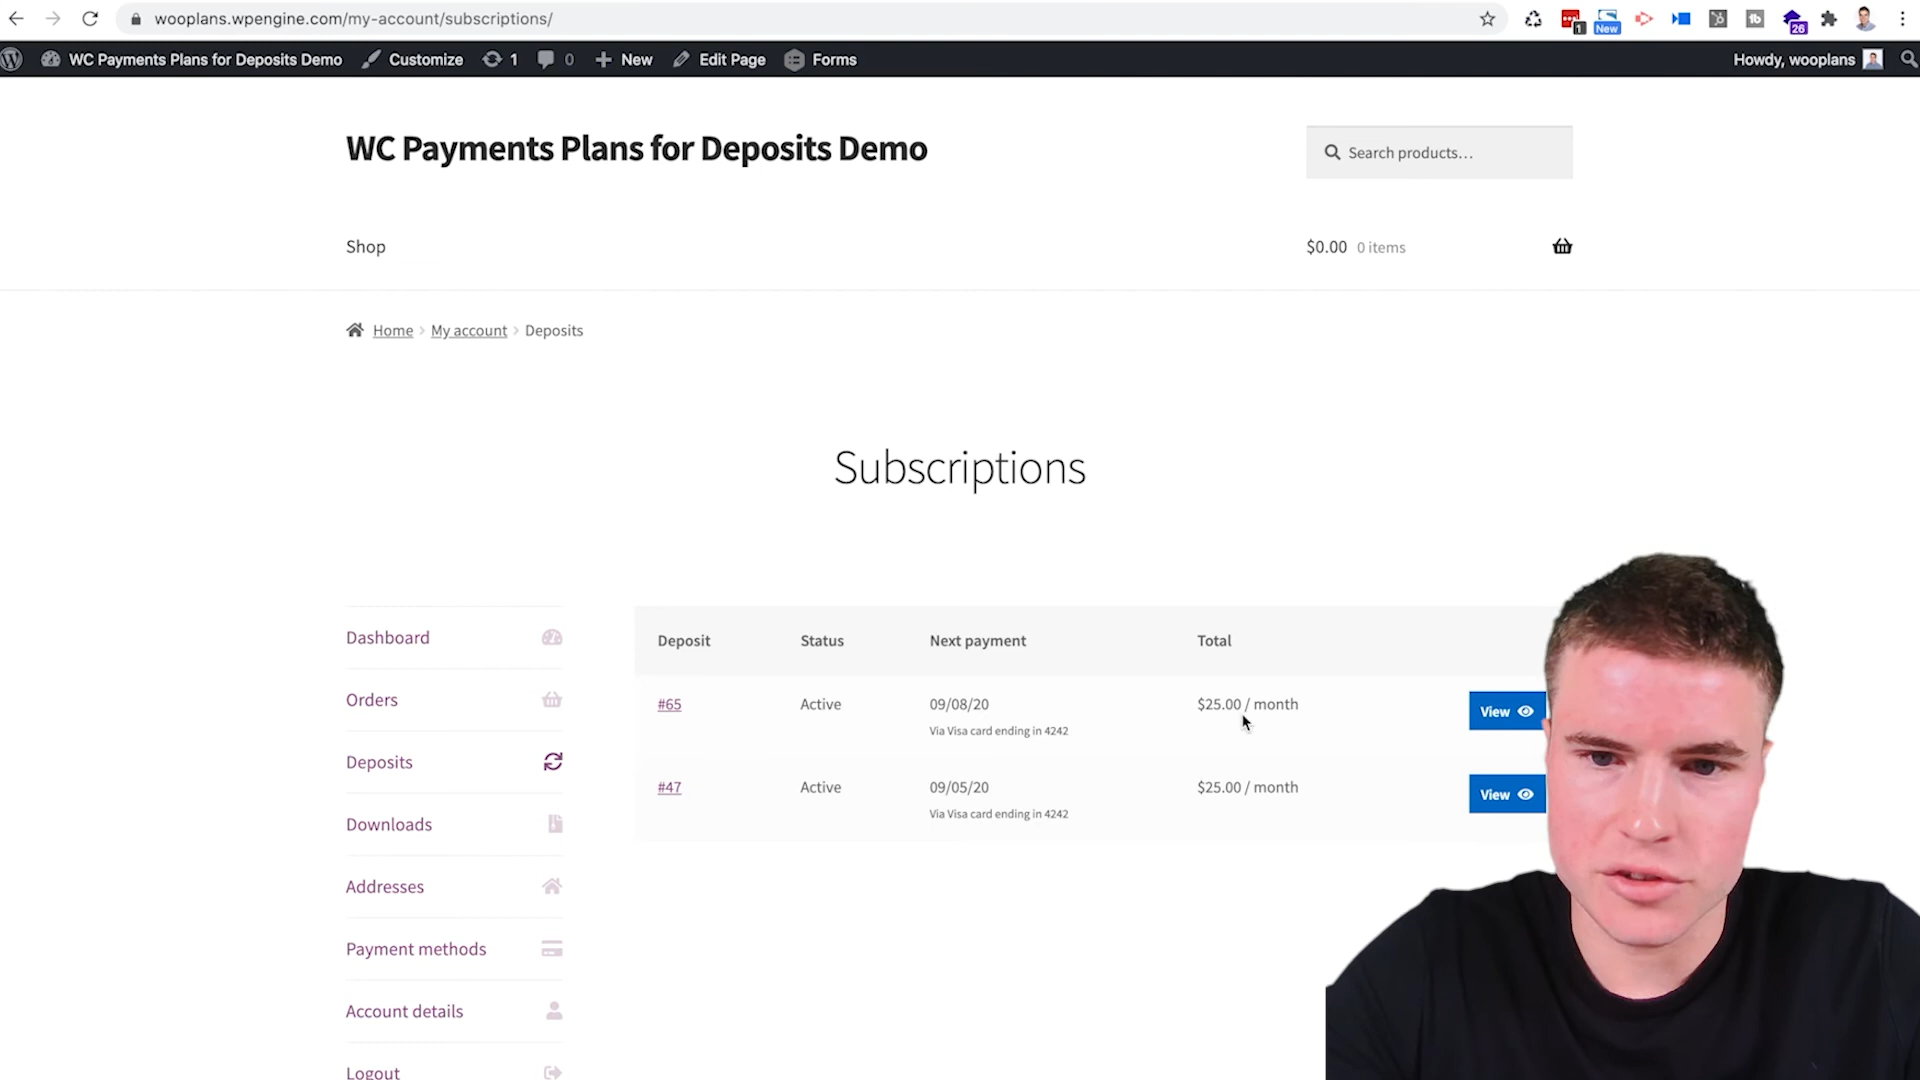 wooplans.wpengine.com/my-account/subscriptions/
1
New
26
WC Payments Plans for Deposits Demo Customize 1 0 New Edit Page Forms Howdy, wooplans
WC Payments Plans for Deposits Demo
Search products…
Shop
$0.00 0 items
Home > My account > Deposits
Subscriptions
Dashboard
Orders
Deposits
Downloads
Addresses
Payment methods
Account details
Logout
Deposit Status Next payment Total
#65 Active 09/08/20 $25.00 / month View
Via Visa card ending in 4242
#47 Active 09/05/20 $25.00 / month View
Via Visa card ending in 4242